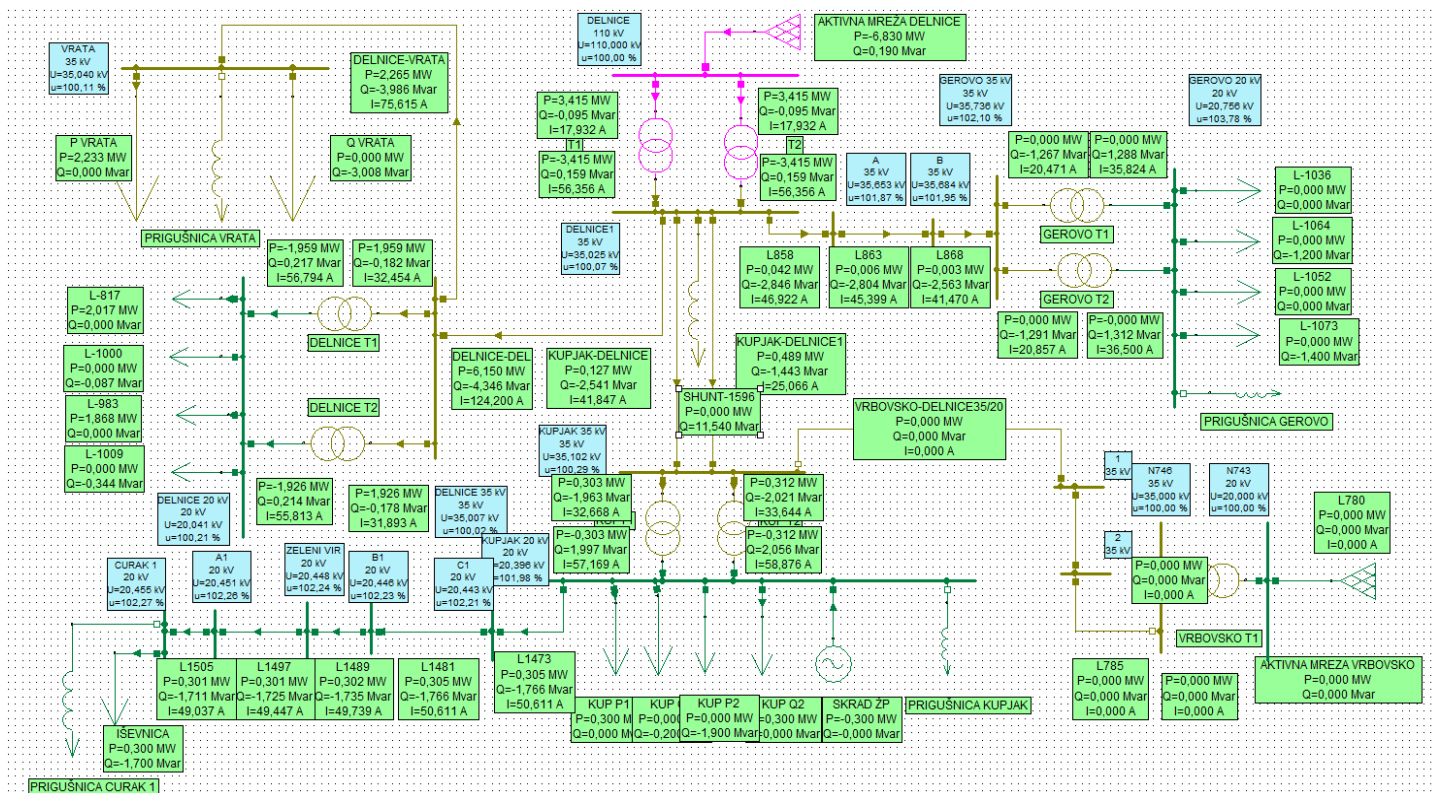 VRATA
35 kV
U=35,040 kV
u=100,11 %
DELNICE-VRATA
P=2,265 MW
Q=-3,986 Mvar
I=75,615 A
P VRATA
P=2,233 MW
Q=0,000 Mvar
Q VRATA
P=0,000 MW
Q=-3,008 Mvar
PRIGUŠNICA VRATA
DELNICE
110 kV
U=110,000 kV
u=100,00 %
AKTIVNA MREŽA DELNICE
P=-6,830 MW
Q=0,190 Mvar
P=3,415 MW
Q=-0,095 Mvar
I=17,932 A
T1
P=-3,415 MW
Q=0,159 Mvar
I=56,356 A
P=3,415 MW
Q=-0,095 Mvar
I=17,932 A
T2
P=-3,415 MW
Q=0,159 Mvar
I=56,356 A
DELNICE1
35 kV
U=35,025 kV
u=100,07 %
A
35 kV
U=35,653 kV
u=101,87 %
B
35 kV
U=35,684 kV
u=101,95 %
GEROVO 35 kV
35 kV
U=35,736 kV
u=102,10 %
GEROVO 20 kV
20 kV
U=20,756 kV
u=103,78 %
P=0,000 MW
Q=-1,267 Mvar
I=20,471 A
P=0,000 MW
Q=1,288 Mvar
I=35,824 A
GEROVO T1
GEROVO T2
P=0,000 MW
Q=-1,291 Mvar
I=20,857 A
P=-0,000 MW
Q=1,312 Mvar
I=36,500 A
L-1036
P=0,000 MW
Q=0,000 Mvar
L-1064
P=0,000 MW
Q=-1,200 Mvar
L-1052
P=0,000 MW
Q=0,000 Mvar
L-1073
P=0,000 MW
Q=-1,400 Mvar
PRIGUŠNICA GEROVO
L858
P=0,042 MW
Q=-2,846 Mvar
I=46,922 A
L863
P=0,006 MW
Q=-2,804 Mvar
I=45,399 A
L868
P=0,003 MW
Q=-2,563 Mvar
I=41,470 A
P=-1,959 MW
Q=0,217 Mvar
I=56,794 A
P=1,959 MW
Q=-0,182 Mvar
I=32,454 A
L-817
P=2,017 MW
Q=0,000 Mvar
L-1000
P=0,000 MW
Q=-0,087 Mvar
L-983
P=1,868 MW
Q=0,000 Mvar
L-1009
P=0,000 MW
Q=-0,344 Mvar
DELNICE T1
DELNICE T2
P=-1,926 MW
Q=0,214 Mvar
I=55,813 A
P=1,926 MW
Q=-0,178 Mvar
I=31,893 A
DELNICE-DEL
P=6,150 MW
Q=-4,346 Mvar
I=124,200 A
KUPJAK-DELNICE
P=0,127 MW
Q=-2,541 Mvar
I=41,847 A
KUPJAK-DELNICE1
P=0,489 MW
Q=-1,443 Mvar
I=25,066 A
SHUNT-1596
P=0,000 MW
Q=11,540 Mvar
VRBOVSKO-DELNICE35/20
P=0,000 MW
Q=0,000 Mvar
I=0,000 A
DELNICE 20 kV
20 kV
U=20,041 kV
u=100,21 %
DELNICE 35 kV
35 kV
U=35,007 kV
u=100,02 %
KUPJAK 35 kV
35 kV
U=35,102 kV
u=100,29 %
P=0,303 MW
Q=-1,963 Mvar
I=32,668 A
P=0,312 MW
Q=-2,021 Mvar
I=33,644 A
P=-0,303 MW
Q=1,997 Mvar
I=57,169 A
P=-0,312 MW
Q=2,056 Mvar
I=58,876 A
KUPJAK 20 kV
20 kV
=20,396 kV
=101,98 %
CURAK 1
20 kV
U=20,455 kV
u=102,27 %
A1
20 kV
U=20,451 kV
u=102,26 %
ZELENI VIR
20 kV
U=20,448 kV
u=102,24 %
B1
20 kV
U=20,446 kV
u=102,23 %
C1
20 kV
U=20,443 kV
u=102,21 %
1
35 kV
2
35 kV
N746
35 kV
U=35,000 kV
u=100,00 %
N743
20 kV
U=20,000 kV
u=100,00 %
L780
P=0,000 MW
Q=0,000 Mvar
I=0,000 A
P=0,000 MW
Q=0,000 Mvar
I=0,000 A
VRBOVSKO T1
L785
P=0,000 MW
Q=0,000 Mvar
I=0,000 A
P=0,000 MW
Q=0,000 Mvar
I=0,000 A
AKTIVNA MREZA VRBOVSKO
P=0,000 MW
Q=0,000 Mvar
L1505
P=0,301 MW
Q=-1,711 Mvar
I=49,037 A
L1497
P=0,301 MW
Q=-1,725 Mvar
I=49,447 A
L1489
P=0,302 MW
Q=-1,735 Mvar
I=49,739 A
L1481
P=0,305 MW
Q=-1,766 Mvar
I=50,611 A
L1473
P=0,305 MW
Q=-1,766 Mvar
I=50,611 A
KUP P1
P=0,300 M
Q=0,000 Mv
KUP
P=0,00
Q=-0,200
KUP P2
P=0,000 MW
Q=-1,900 Mvar
KUP Q2
=0,300 MW
=0,000 Mvar
SKRAD ŽP
P=-0,300 MW
Q=-0,000 Mvar
PRIGUŠNICA KUPJAK
IŠEVNICA
P=0,300 MW
Q=-1,700 Mvar
PRIGUŠNICA CURAK 1